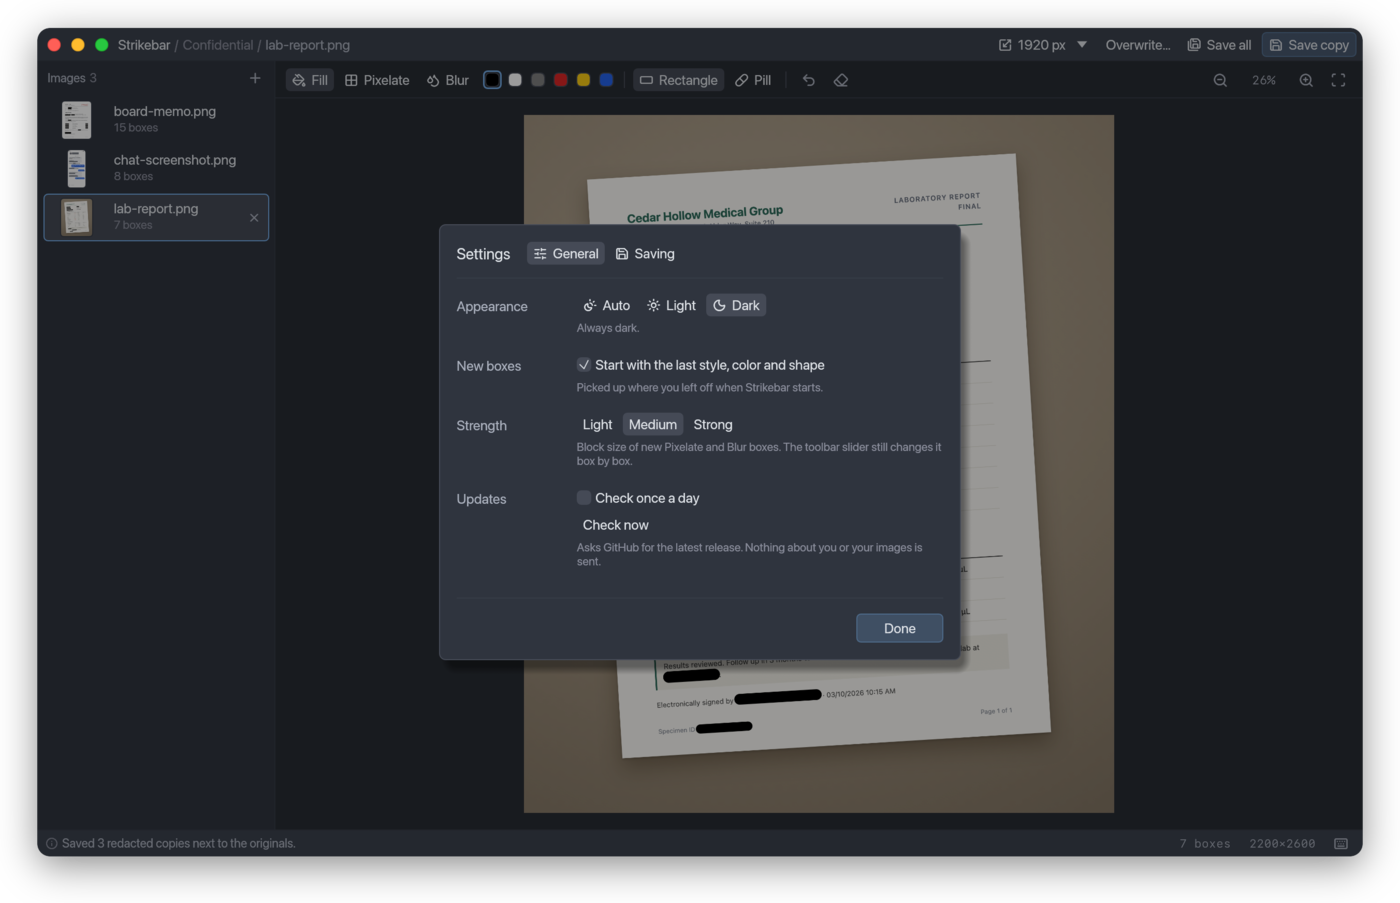 Strikebar / Confidential / lab-report.png
1920 px
Overwrite...
Save all
Save copy
Images 3
Fill
Pixelate
Blur
Rectangle
Pill
26%
board-memo.png
15 boxes
chat-screenshot.png
8 boxes
lab-report.png
7 boxes
LABORATORY REPORT
FINAL
Cedar Hollow Medical Group
Settings
General
Saving
Appearance
Auto
Light
Dark
Always dark.
New boxes
Start with the last style, color and shape
Picked up where you left off when Strikebar starts.
Strength
Light
Medium
Strong
Block size of new Pixelate and Blur boxes. The toolbar slider still changes it
box by box.
Updates
Check once a day
Check now
Asks GitHub for the latest release. Nothing about you or your images is
sent.
Done
lab at
Results reviewed. Follow up in 3
Electronically signed by
03/10/2026 10:15 AM
Specimen ID
Page 1 of 1
Saved 3 redacted copies next to the originals.
7 boxes
2200×2600